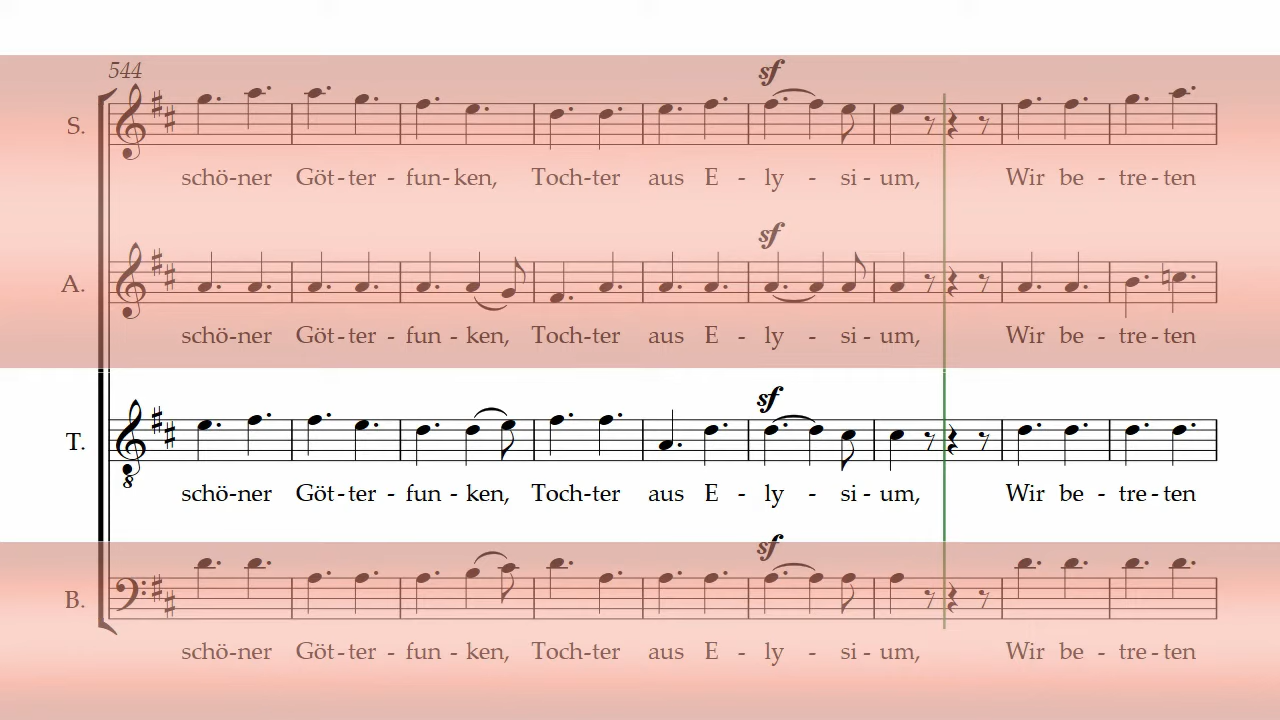 544
sf
S.
schö-ner Göt-ter - fun-ken, Toch-ter aus E - ly - si - um, Wir be - tre-ten
sf
A.
schö-ner Göt-ter - fun - ken, Toch-ter aus E - ly - si - um, Wir be - tre-ten
sf
T.
8
schö-ner Göt-ter - fun - ken, Toch-ter aus E - ly - si - um, Wir be - tre-ten
sf
B.
schö-ner Göt-ter - fun - ken, Toch-ter aus E - ly - si - um, Wir be - tre-ten